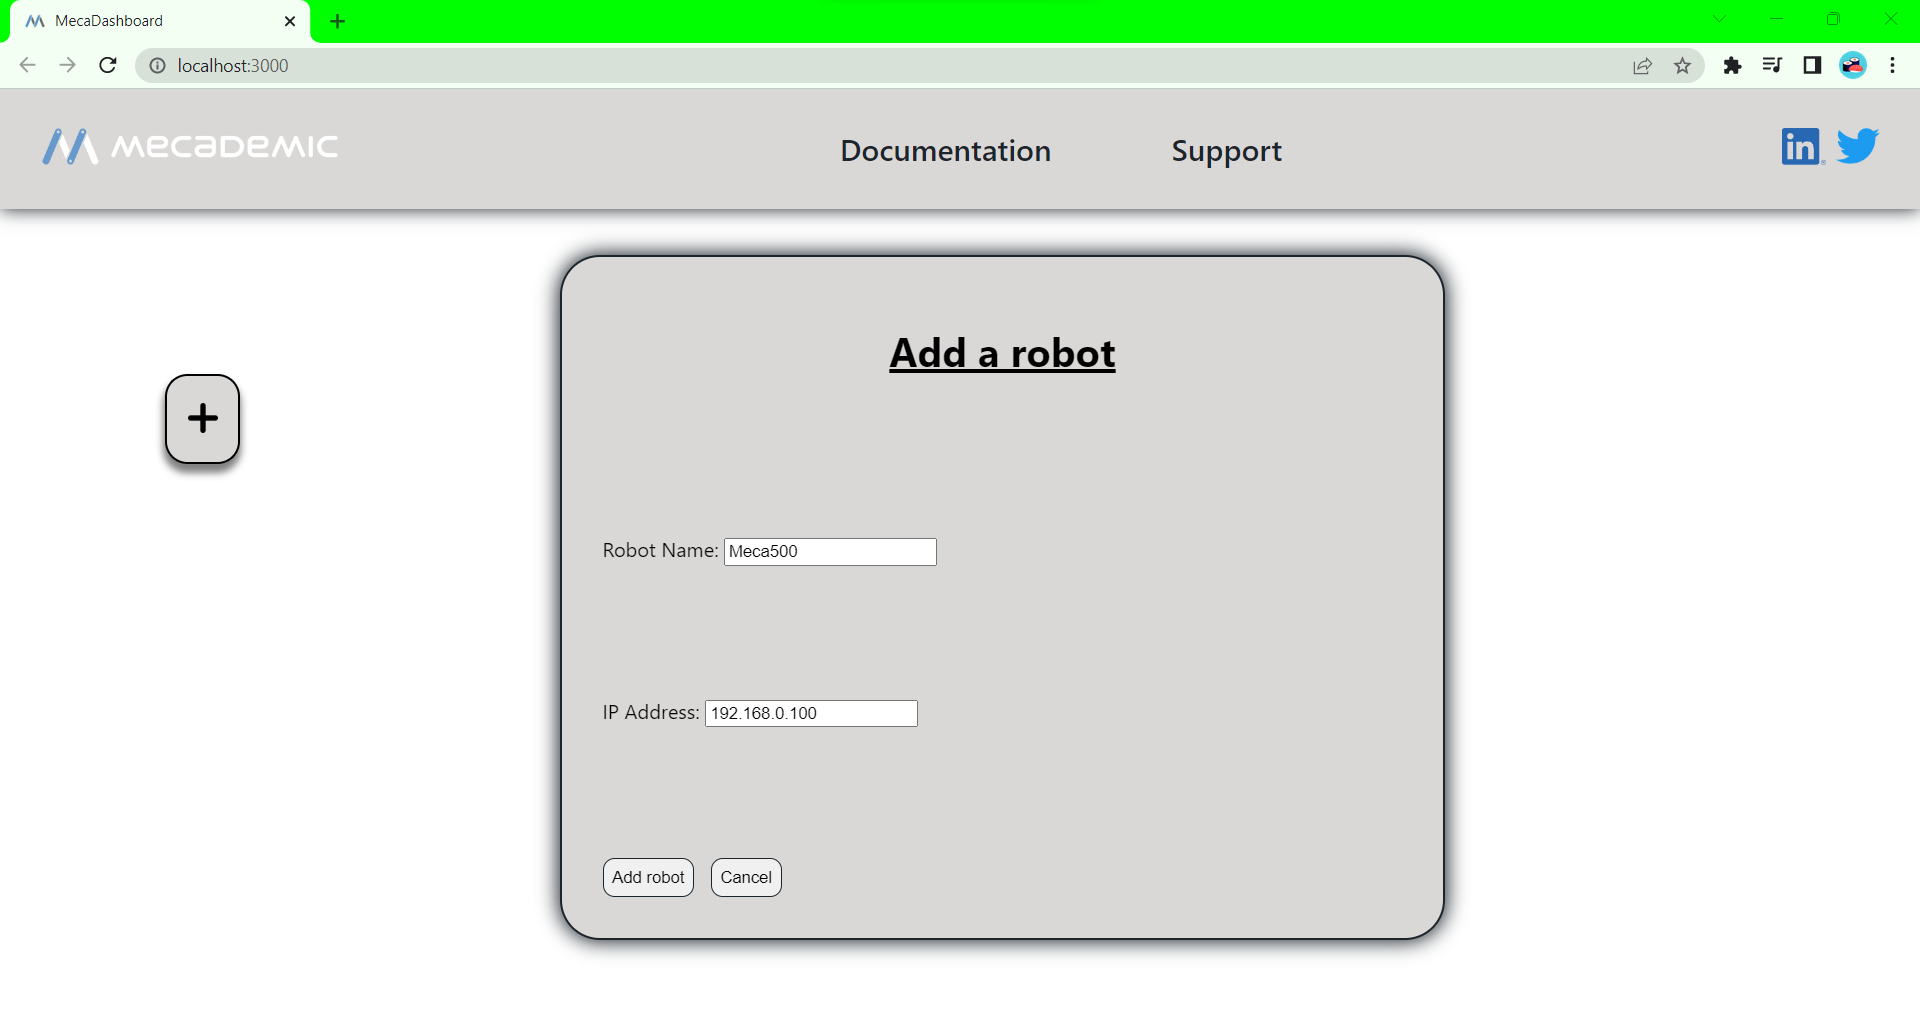 MecaDashboard
localhost:3000
MECADEMIC
Documentation
Support
in
Add a robot
Robot Name: Meca500
IP Address: 192.168.0.100
Add robot
Cancel